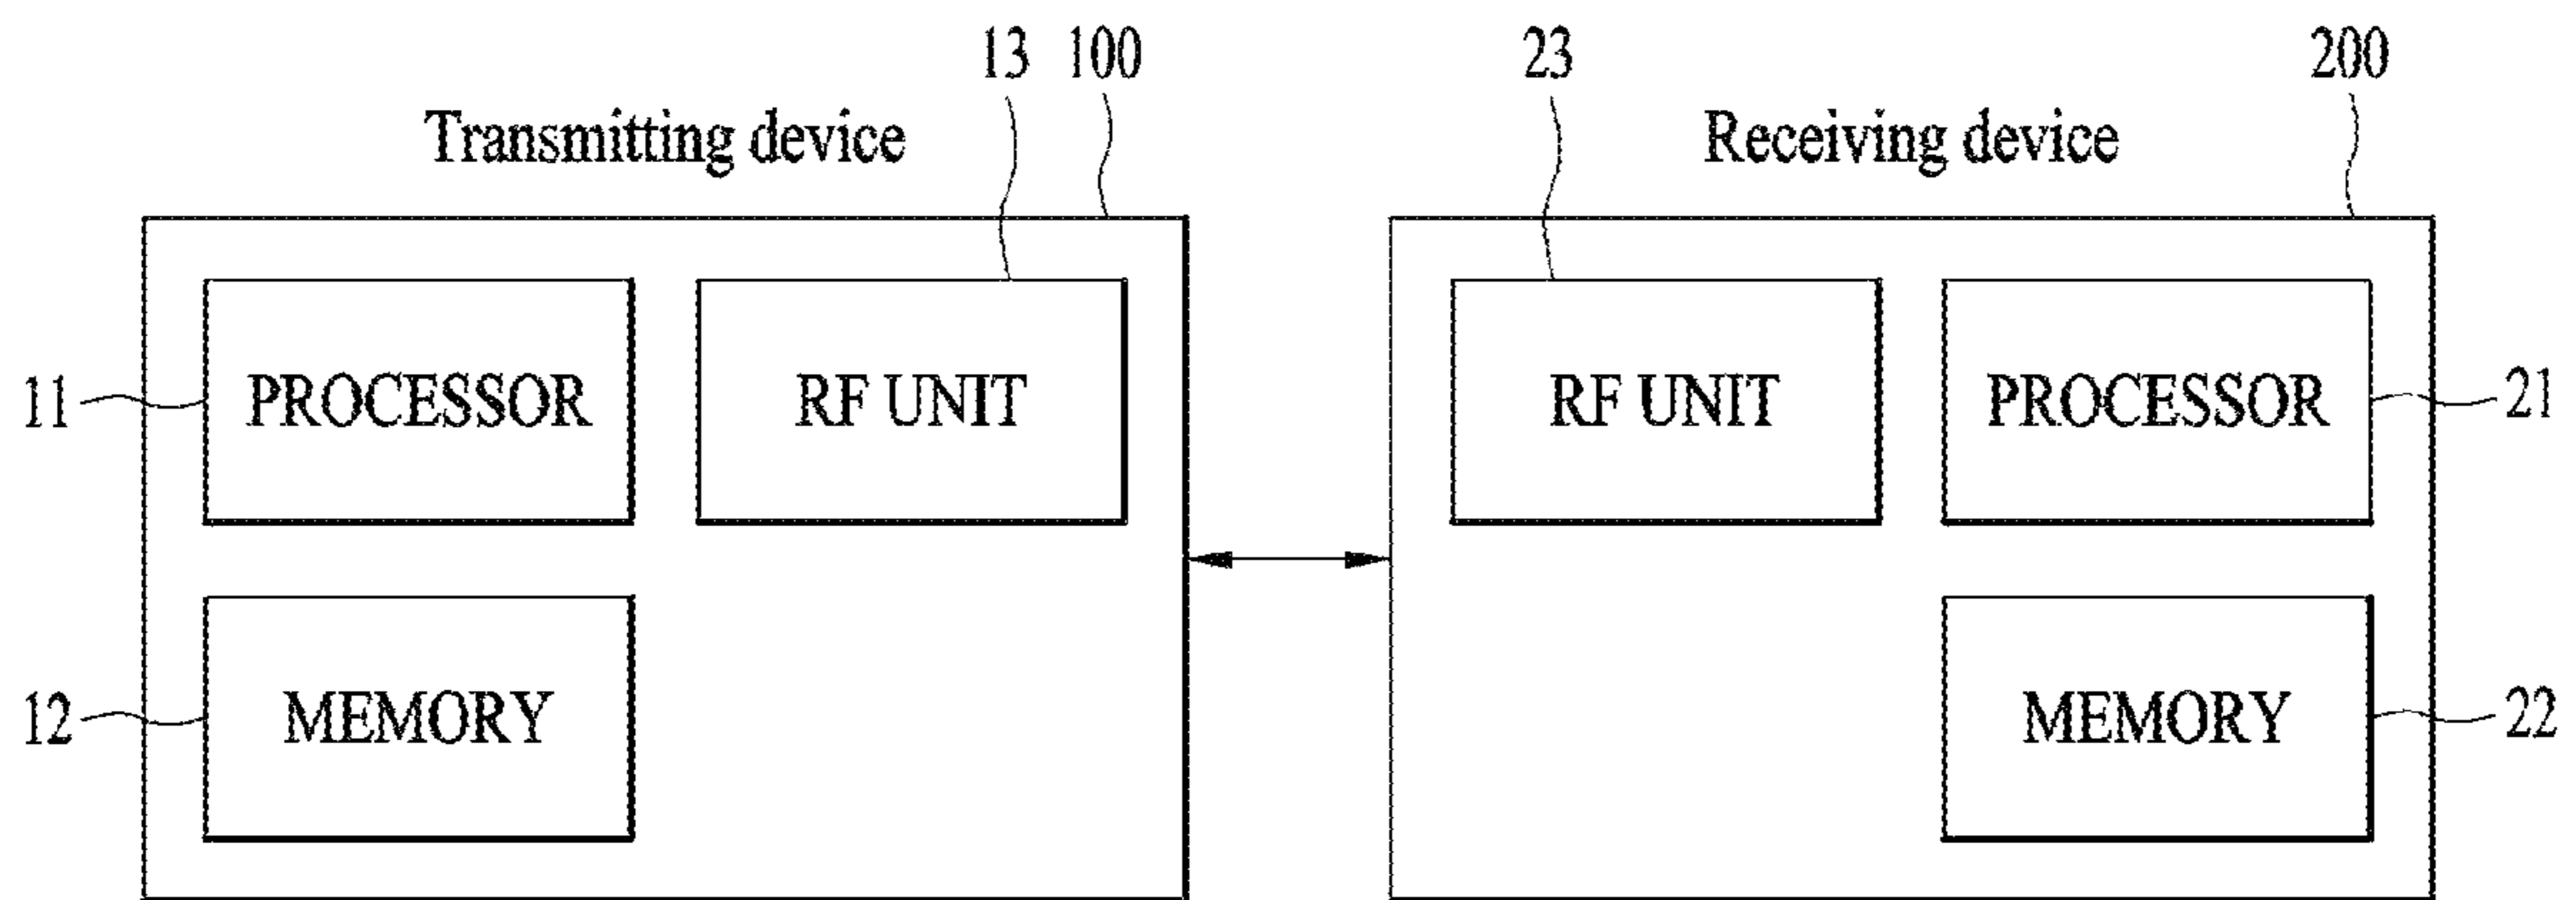 13 100 23 200
Transmitting device Receiving device
11 PROCESSOR RF UNIT RF UNIT PROCESSOR 21
12 MEMORY MEMORY 22